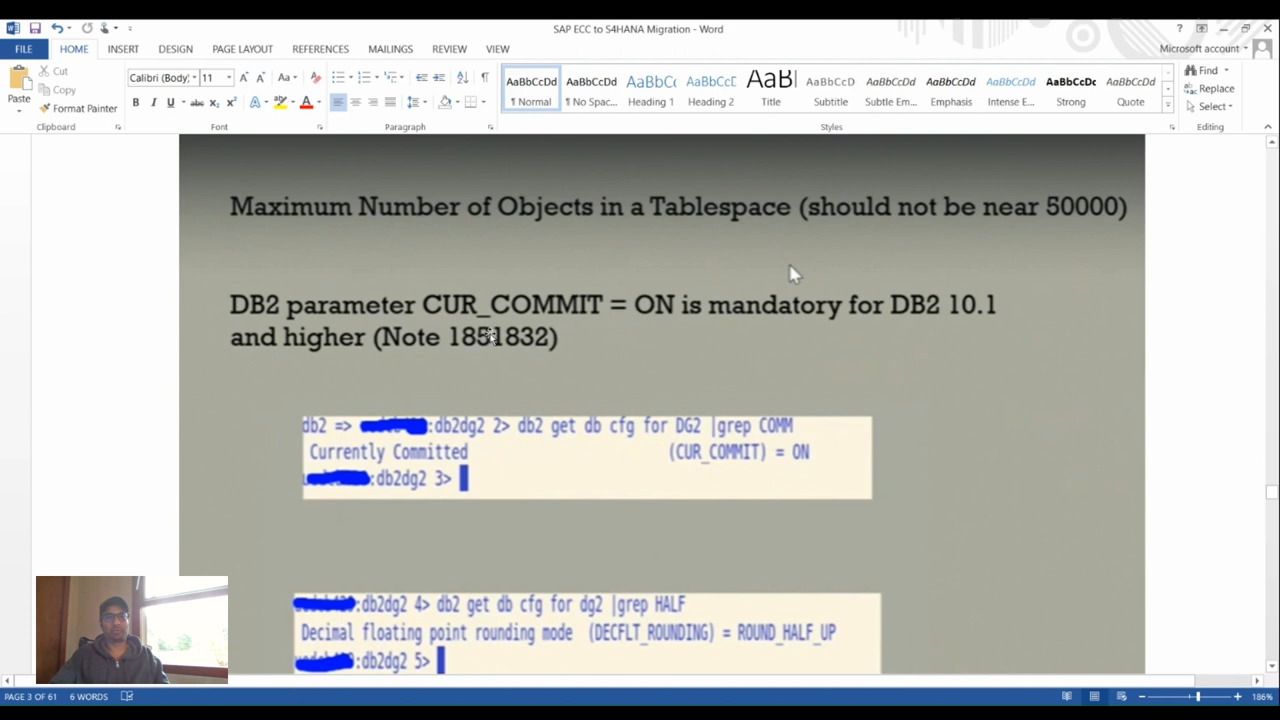 SAP ECC to S4HANA Migration - Word
FILE HOME INSERT DESIGN PAGE LAYOUT REFERENCES MAILINGS REVIEW VIEW
Microsoft account
Paste
Cut
Copy
Format Painter
Calibri (Body) 11
AaBbCcDd AaBbCcDd AaBbCc AaBbCcD AaBl AaBbCcDd AaBbCcDd AaBbCcDd AaBbCcDd AaBbCcDc AaBbCcDd
¶ Normal ¶ No Spac... Heading 1 Heading 2 Title Subtitle Subtle Em... Emphasis Intense E... Strong Quote
Find
Replace
Select
Clipboard Font Paragraph Styles Editing
Maximum Number of Objects in a Tablespace (should not be near 50000)
DB2 parameter CUR_COMMIT = ON is mandatory for DB2 10.1
and higher (Note 1851832)
db2 => :db2dg2 2> db2 get db cfg for DG2 |grep COMM
Currently Committed (CUR_COMMIT) = ON
:db2dg2 3>
:db2dg2 4> db2 get db cfg for dg2 |grep HALF
Decimal floating point rounding mode (DECFLT_ROUNDING) = ROUND_HALF_UP
:db2dg2 5>
PAGE 3 OF 61 6 WORDS 186%